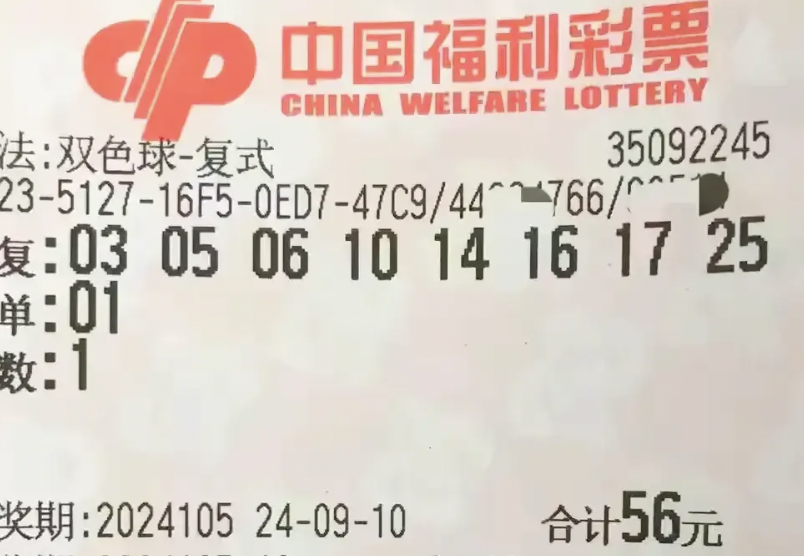 中国福利彩票
CHINA WELFARE LOTTERY
法:双色球-复式 35092245
23-5127-16F5-0ED7-47C9/44 766/
复:03 05 06 10 14 16 17 25
单:01
数:1
奖期:2024105 24-09-10 合计56元